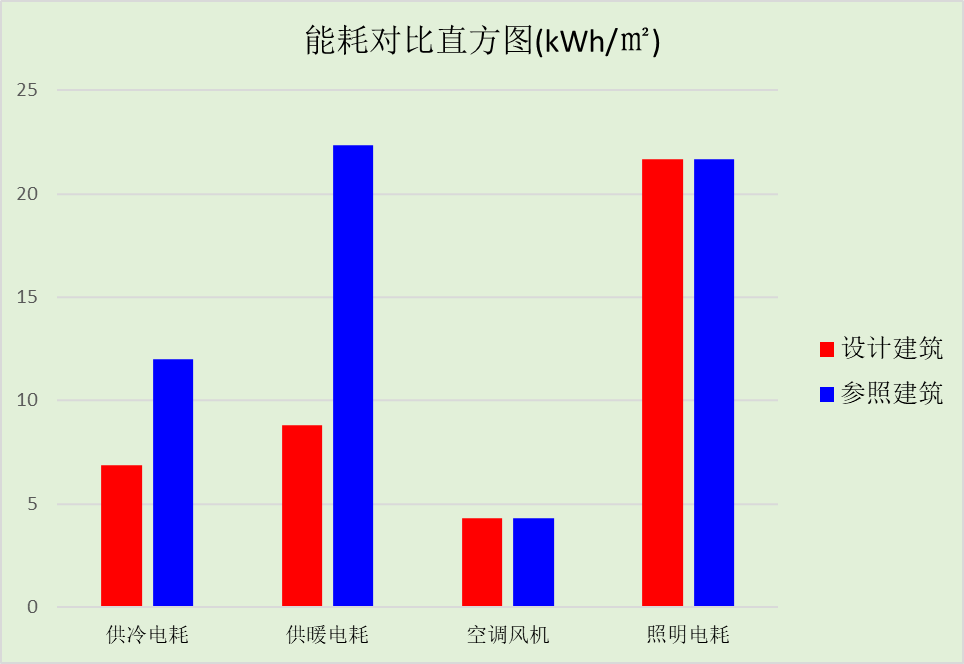 能耗对比直方图(kWh/㎡)
25
20
15
10
5
0
供冷电耗
供暖电耗
空调风机
照明电耗
设计建筑
参照建筑